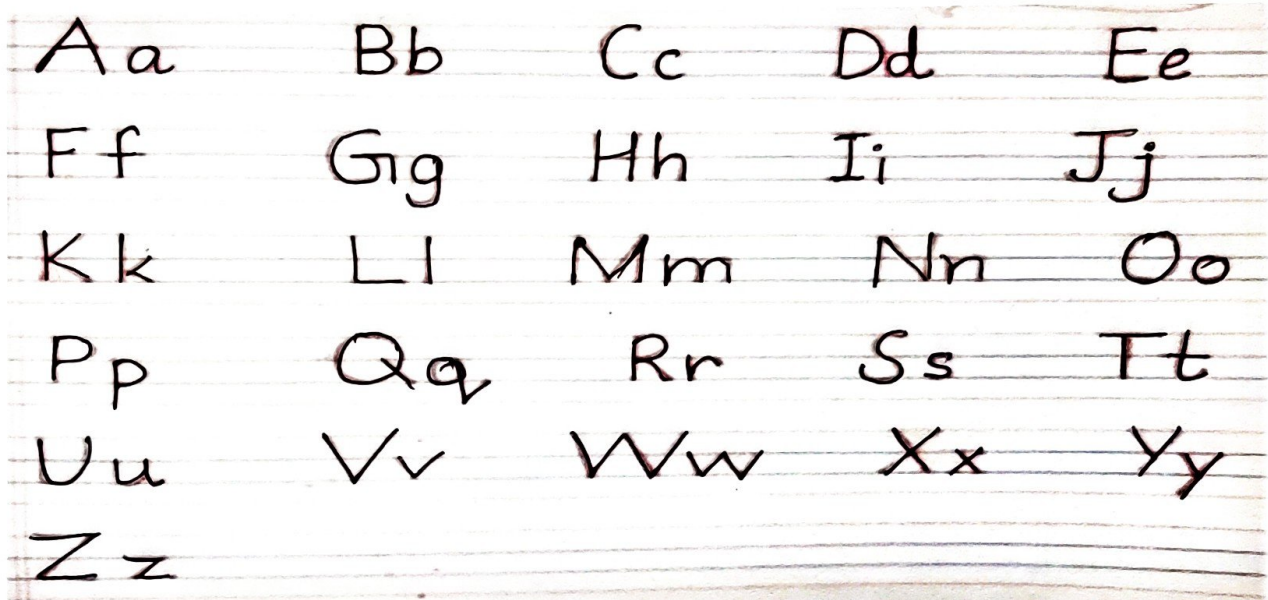 Aa Bb Cc Dd Ee
Ff Gg Hh Ii Jj
Kk Ll Mm Nn Oo
Pp Qq Rr Ss Tt
Uu Vv Ww Xx Yy
Zz